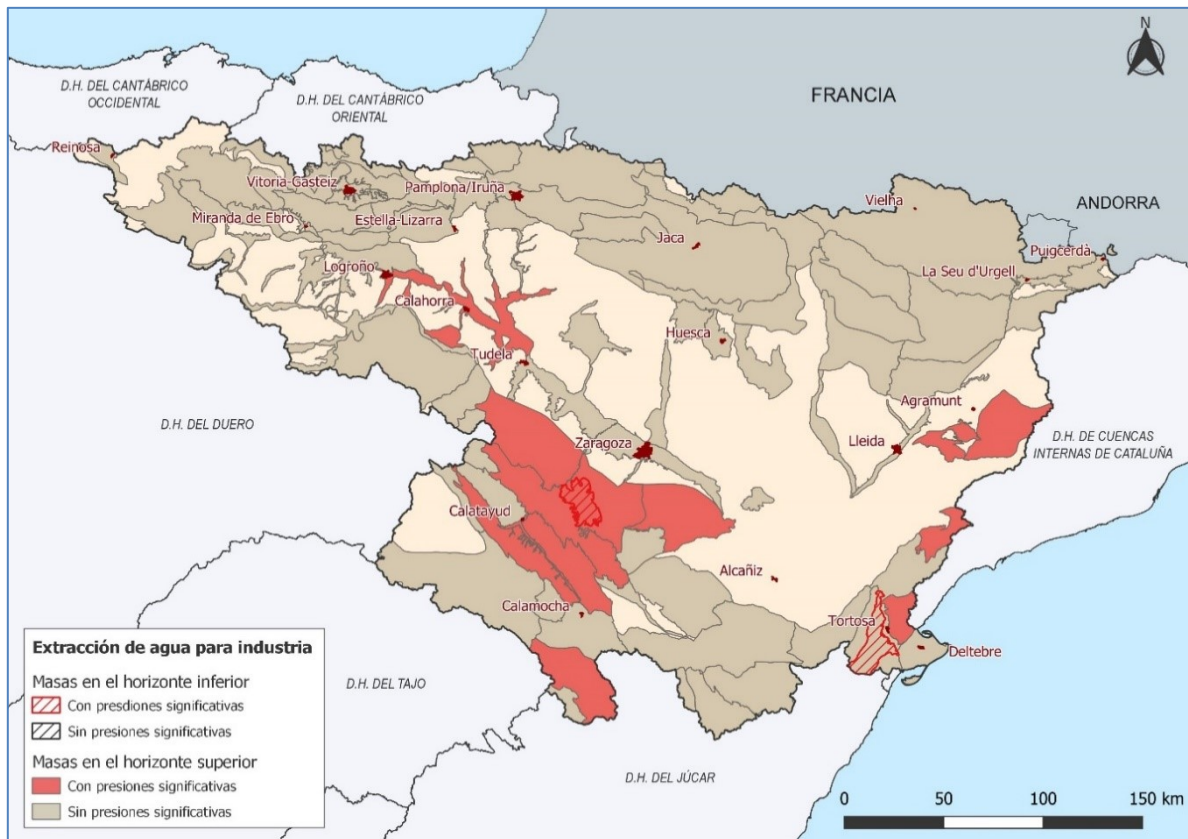 D.H. DEL CANTÁBRICO
OCCIDENTAL
D.H. DEL CANTÁBRICO
ORIENTAL
FRANCIA
N
Reinosa
Vitoria-Gasteiz
Pamplona/Iruña
Vielha
ANDORRA
Miranda de Ebro
Estella-Lizarra
Jaca
Puigcerdà
La Seu d'Urgell
Logroño
Calahorra
Huesca
Tudela
Agramunt
D.H. DEL DUERO
Zaragoza
Lleida
D.H. DE CUENCAS
INTERNAS DE CATALUÑA
Calatayud
Alcañiz
Calamocha
Tortosa
Deltebre
D.H. DEL TAJO
D.H. DEL JÚCAR
Extracción de agua para industria
Masas en el horizonte inferior
Con presdiones significativas
Sin presiones significativas
Masas en el horizonte superior
Con presiones significativas
Sin presiones significativas
0 50 100 150 km